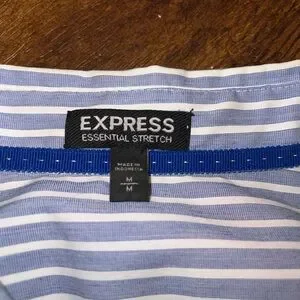 EXPRESS
ESSENTIAL STRETCH
MADE IN
INDONESIA
M
M